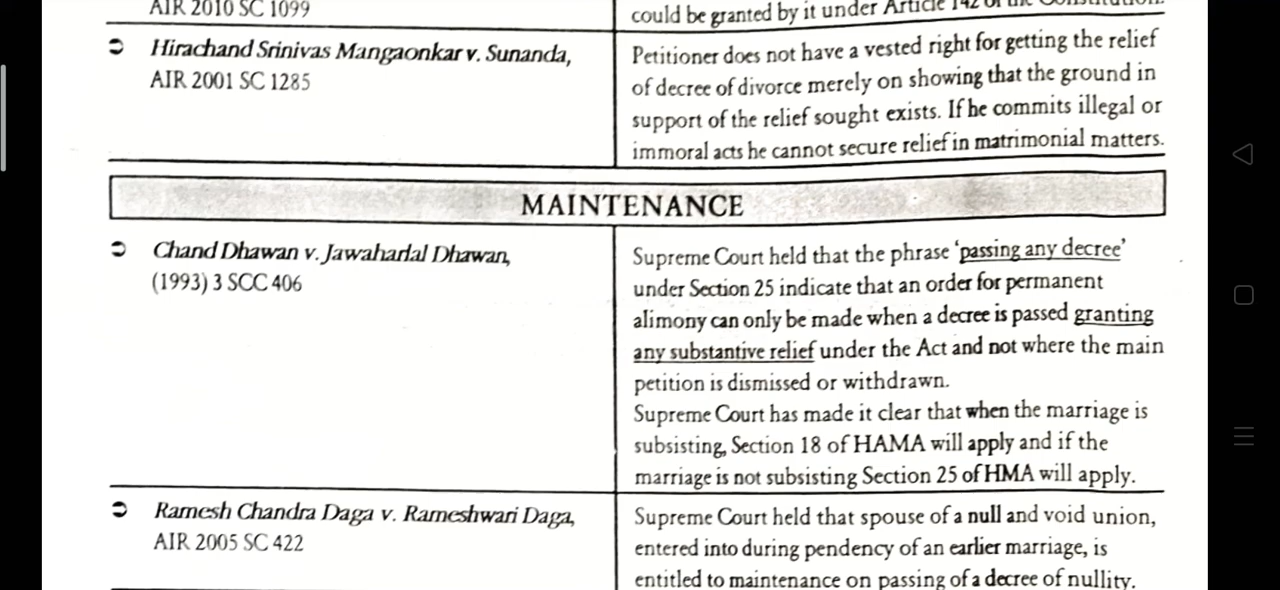 AIR 2010 SC 1099
could be granted by it under Article 142 of the Constitution.
➲ Hirachand Srinivas Mangaonkar v. Sunanda,
AIR 2001 SC 1285
Petitioner does not have a vested right for getting the relief
of decree of divorce merely on showing that the ground in
support of the relief sought exists. If he commits illegal or
immoral acts he cannot secure relief in matrimonial matters.
MAINTENANCE
➲ Chand Dhawan v. Jawaharlal Dhawan,
(1993) 3 SCC 406
Supreme Court held that the phrase 'passing any decree'
under Section 25 indicate that an order for permanent
alimony can only be made when a decree is passed granting
any substantive relief under the Act and not where the main
petition is dismissed or withdrawn.
Supreme Court has made it clear that when the marriage is
subsisting, Section 18 of HAMA will apply and if the
marriage is not subsisting Section 25 of HMA will apply.
➲ Ramesh Chandra Daga v. Rameshwari Daga,
AIR 2005 SC 422
Supreme Court held that spouse of a null and void union,
entered into during pendency of an earlier marriage, is
entitled to maintenance on passing of a decree of nullity.